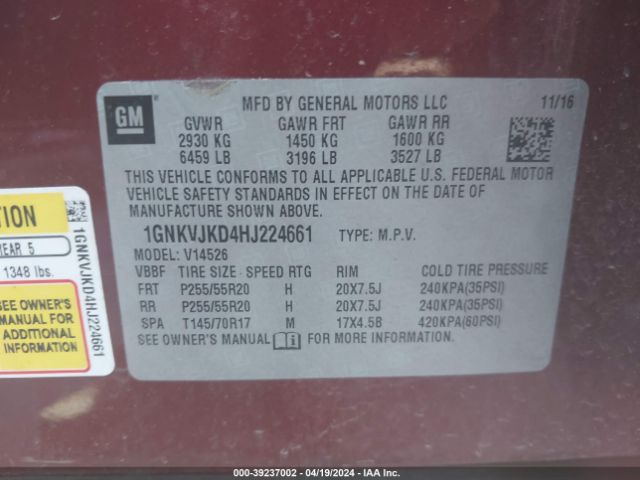 GM
MFD BY GENERAL MOTORS LLC 11/16
GVWR GAWR FRT GAWR RR
2930 KG 1450 KG 1600 KG
6459 LB 3196 LB 3527 LB
THIS VEHICLE CONFORMS TO ALL APPLICABLE U.S. FEDERAL MOTOR
VEHICLE SAFETY STANDARDS IN EFFECT ON THE DATE OF
MANUFACTURE SHOWN ABOVE.
1GNKVJKD4HJ224661 TYPE: M.P.V.
MODEL: V14526
VBBF TIRE SIZE SPEED RTG RIM COLD TIRE PRESSURE
FRT P255/55R20 H 20X7.5J 240KPA(35PSI)
RR P255/55R20 H 20X7.5J 240KPA(35PSI)
SPA T145/70R17 M 17X4.5B 420KPA(60PSI)
SEE OWNER'S MANUAL FOR MORE INFORMATION
TION
REAR 5
1348 lbs.
SEE OWNER'S
MANUAL FOR
ADDITIONAL
INFORMATION
1GNKVJKD4HJ224661
000-39237002 - 04/19/2024 - IAA Inc.